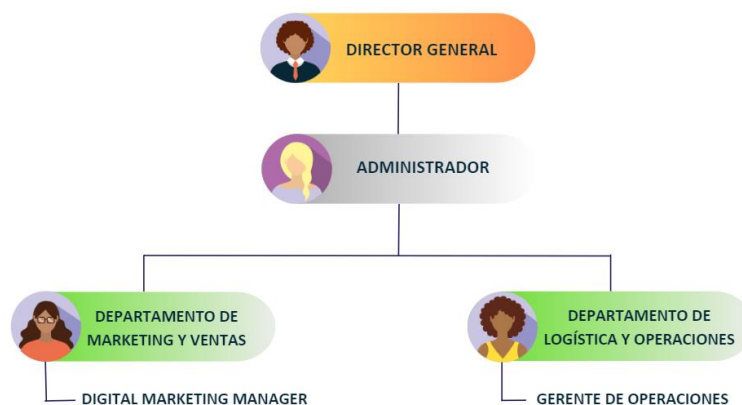 DIRECTOR GENERAL
ADMINISTRADOR
DEPARTAMENTO DE
MARKETING Y VENTAS
DIGITAL MARKETING MANAGER
DEPARTAMENTO DE
LOGÍSTICA Y OPERACIONES
GERENTE DE OPERACIONES